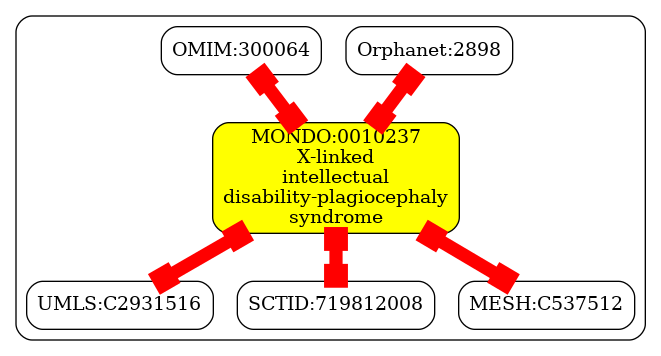 OMIM:300064
Orphanet:2898
MONDO:0010237
X-linked
intellectual
disability-plagiocephaly
syndrome
UMLS:C2931516
SCTID:719812008
MESH:C537512